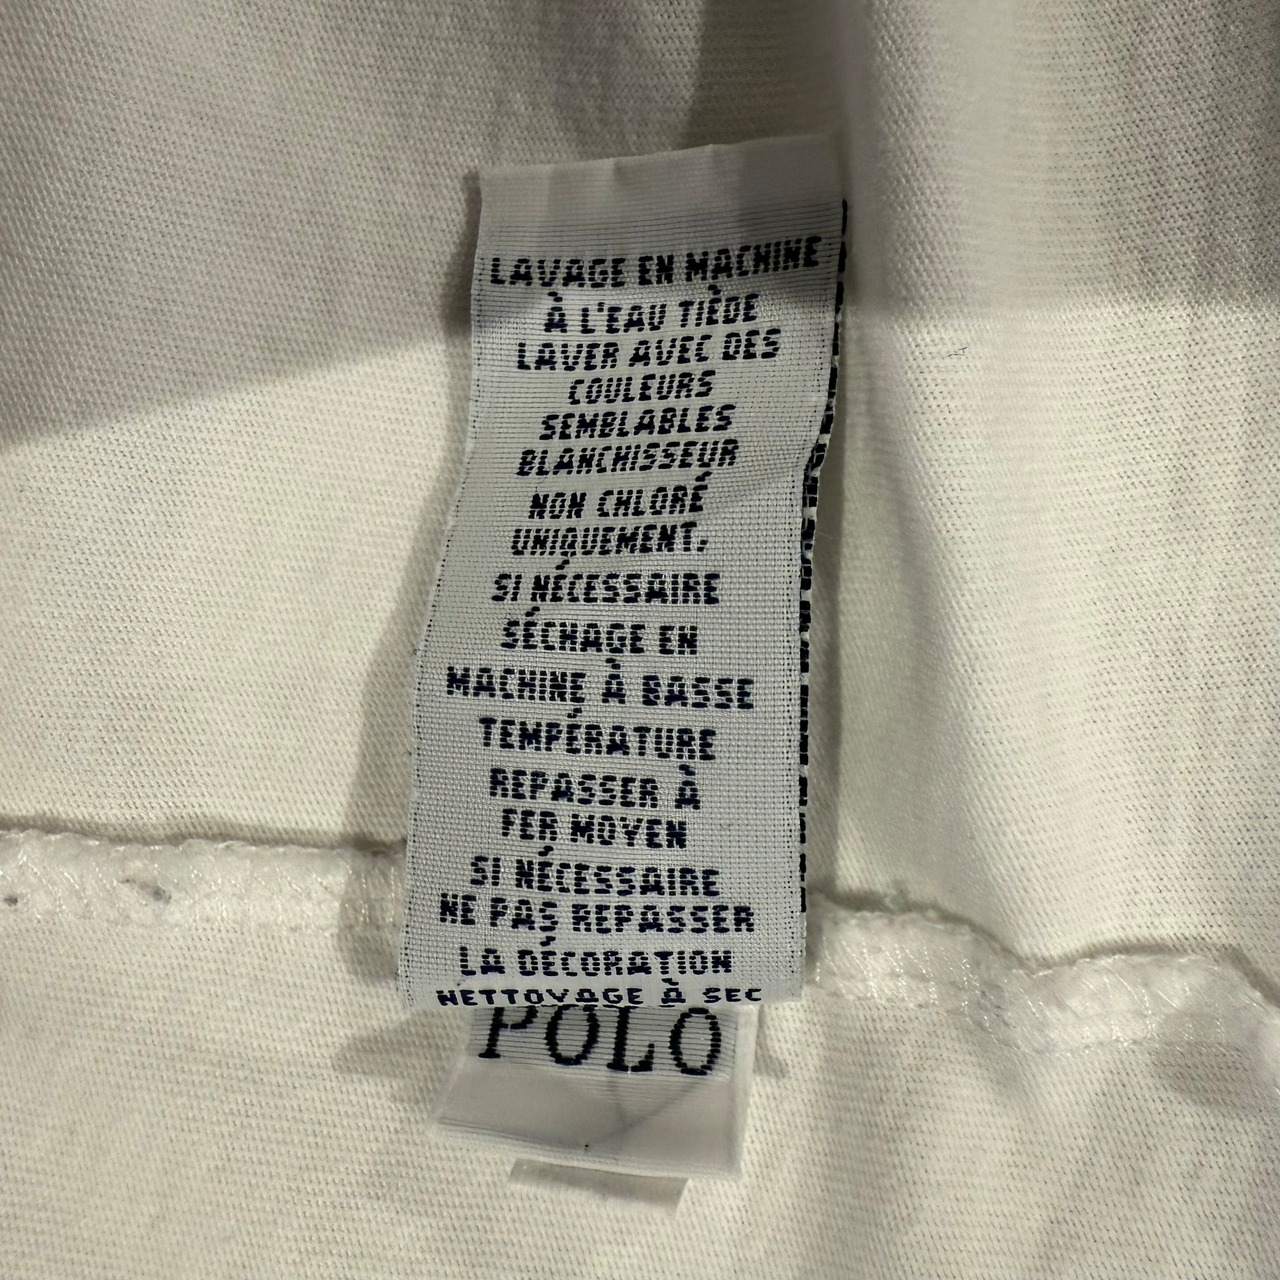 LAVAGE EN MACHINE
À L'EAU TIÈDE
LAVER AVEC DES
COULEURS
SEMBLABLES
BLANCHISSEUR
NON CHLORÉ
UNIQUEMENT.
SI NÉCESSAIRE
SÉCHAGE EN
MACHINE À BASSE
TEMPÉRATURE
REPASSER À
FER MOYEN
SI NÉCESSAIRE
NE PAS REPASSER
LA DÉCORATION
NETTOYAGE À SEC
POLO